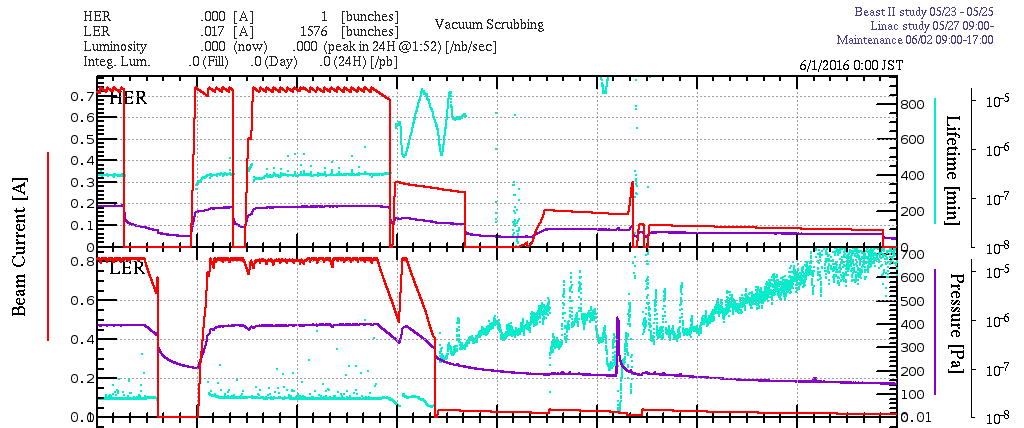 HER .000 [A] 1 [bunches]
LER .017 [A] 1576 [bunches]
Luminosity .000 (now) .000 (peak in 24H @1:52) [/nb/sec]
Integ. Lum. .0 (Fill) .0 (Day) .0 (24H) [/pb]
Vacuum Scrubbing
Beast II study 05/23 - 05/25
Linac study 05/27 09:00-
Maintenance 06/02 09:00-17:00
6/1/2016 0:00 JST
Beam Current [A]
HER
0.7
0.6
0.5
0.4
0.3
0.2
0.1
0
800
600
400
200
0
Lifetime [min]
10-5
10-6
10-7
10-8
LER
0.8
0.6
0.4
0.2
0.0
700
600
500
400
300
200
100
0.01
Pressure [Pa]
10-5
10-6
10-7
10-8